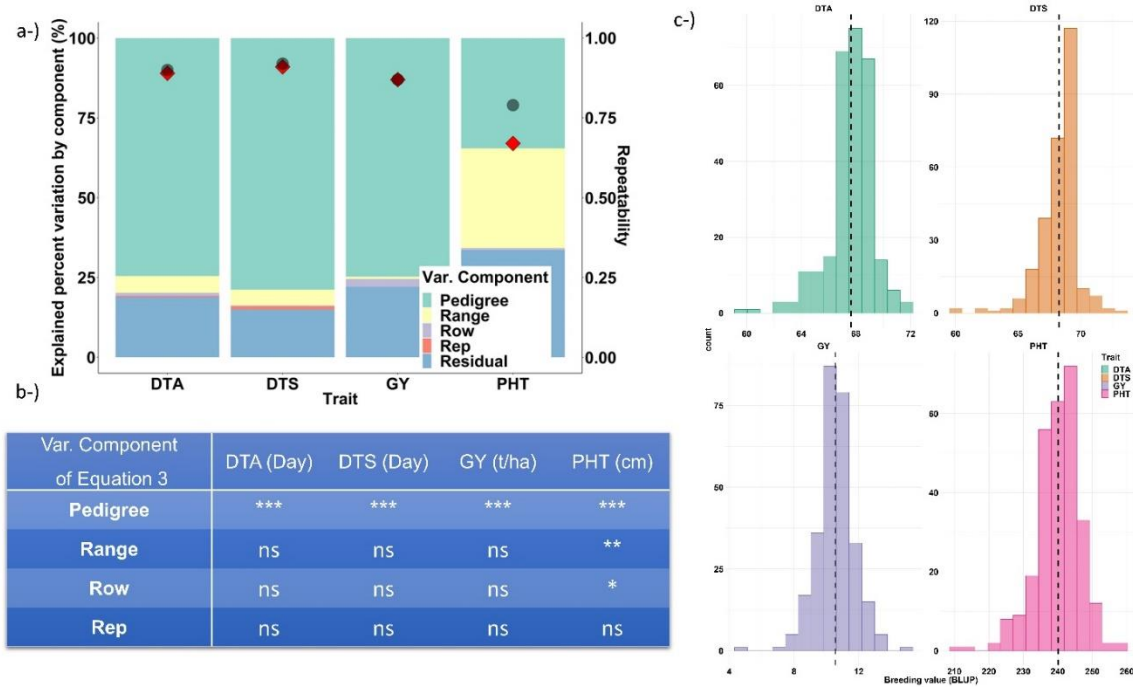 a-)
Explained percent variation by component (%)
100
75
50
25
0
1.00
0.75
0.50
0.25
0.00
Repeatability
Var. Component
Pedigree
Range
Row
Rep
Residual
DTA DTS GY PHT
Trait
b-)
Var. Component of Equation 3 DTA (Day) DTS (Day) GY (t/ha) PHT (cm)
Pedigree *** *** *** ***
Range ns ns ns **
Row ns ns ns *
Rep ns ns ns ns
c-)
DTA
60
40
20
0
60 64 68 72
DTS
120
90
60
30
0
60 65 70
count
GY
75
50
25
0
4 8 12
PHT
60
40
20
0
210 220 230 240 250 260
Trait
DTA
DTS
GY
PHT
Breeding value (BLUP)